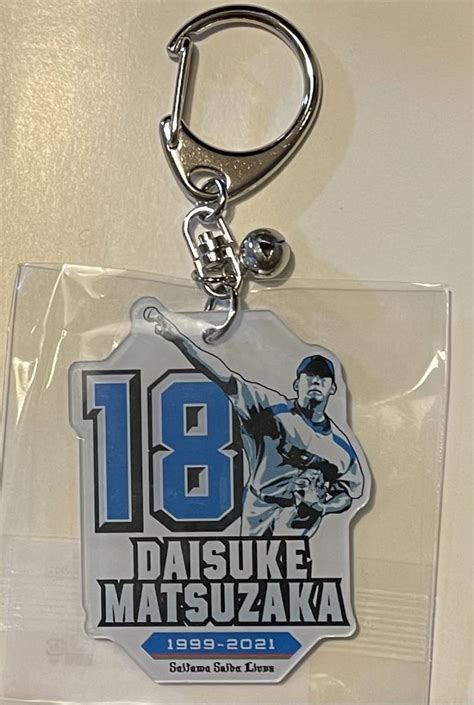 18
DAISUKE
MATSUZAKA
1999-2021
Saitama Seibu Lions